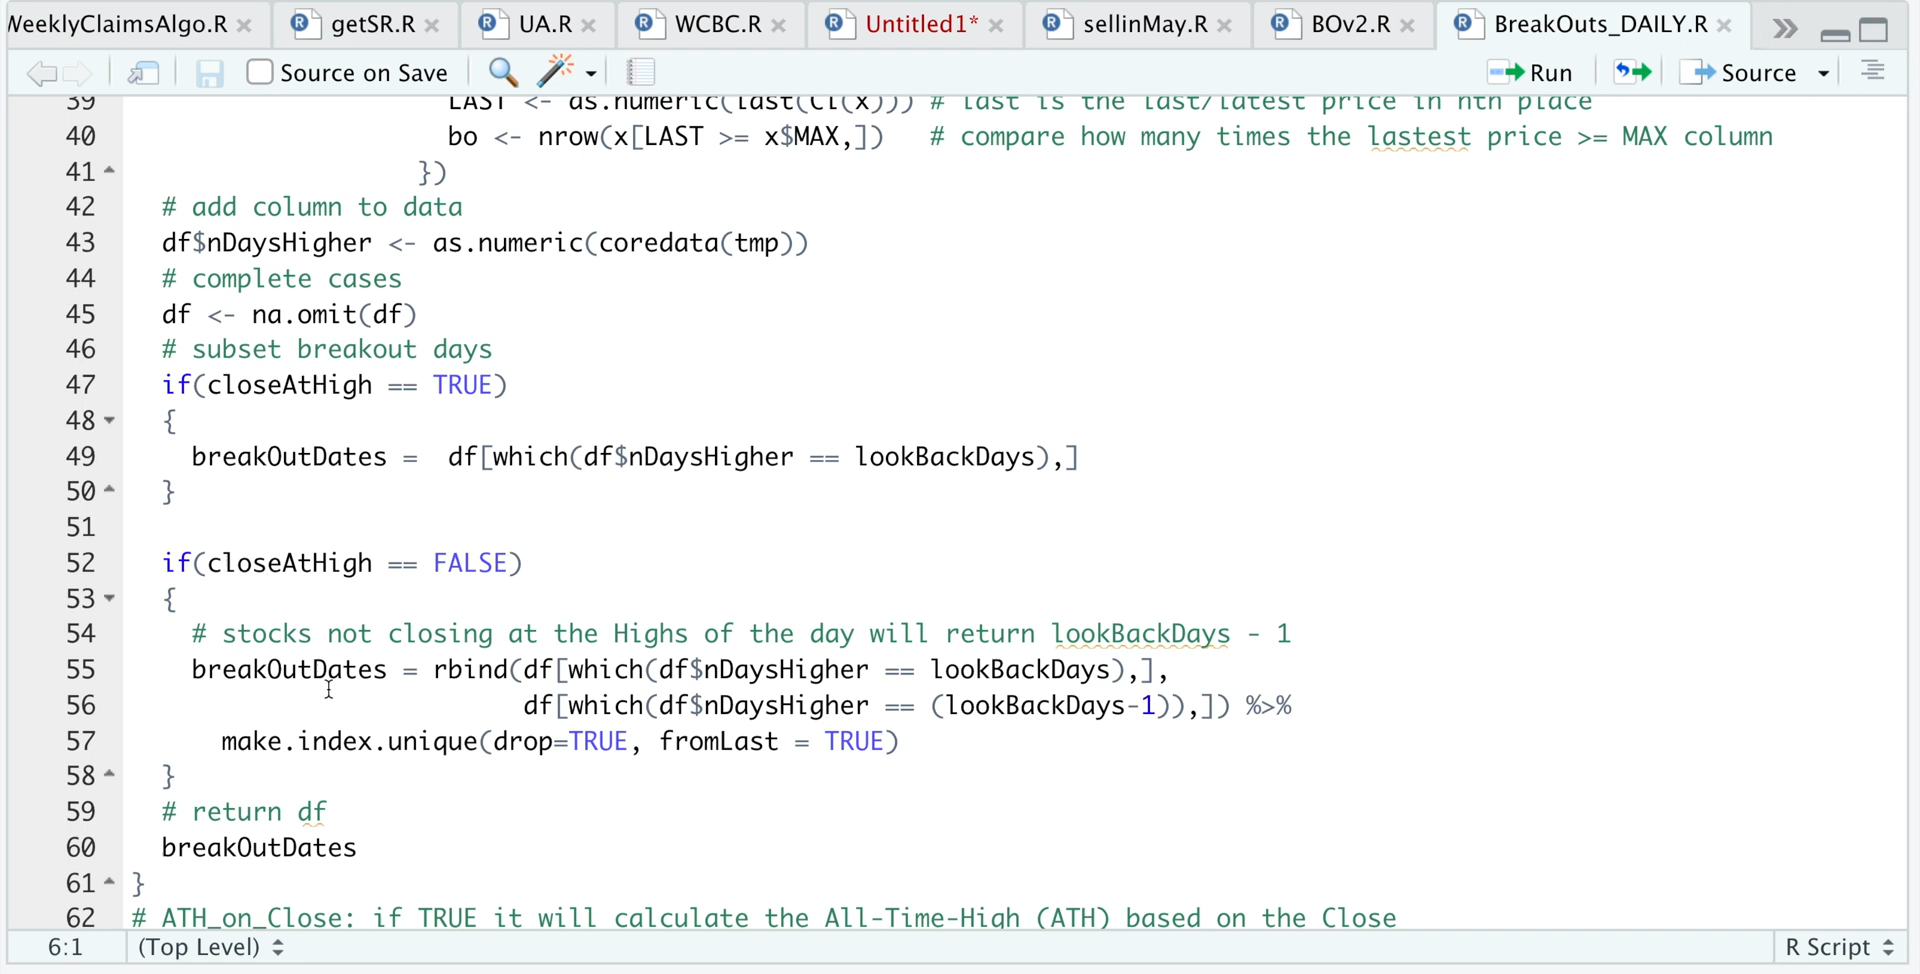 WeeklyClaimsAlgo.R getSR.R UA.R WCBC.R Untitled1* sellinMay.R BOv2.R BreakOuts_DAILY.R
Source on Save Run Source
39 LAST <- as.numeric(last(Cl(x))) # last is the last/latest price in nth place
40 bo <- nrow(x[LAST >= x$MAX,]) # compare how many times the lastest price >= MAX column
41 })
42 # add column to data
43 df$nDaysHigher <- as.numeric(coredata(tmp))
44 # complete cases
45 df <- na.omit(df)
46 # subset breakout days
47 if(closeAtHigh == TRUE)
48 {
49 breakOutDates = df[which(df$nDaysHigher == lookBackDays),]
50 }
51
52 if(closeAtHigh == FALSE)
53 {
54 # stocks not closing at the Highs of the day will return lookBackDays - 1
55 breakOutDates = rbind(df[which(df$nDaysHigher == lookBackDays),],
56 df[which(df$nDaysHigher == (lookBackDays-1)),]) %>%
57 make.index.unique(drop=TRUE, fromLast = TRUE)
58 }
59 # return df
60 breakOutDates
61 }
62 # ATH_on_Close: if TRUE it will calculate the All-Time-High (ATH) based on the Close
6:1 (Top Level) R Script